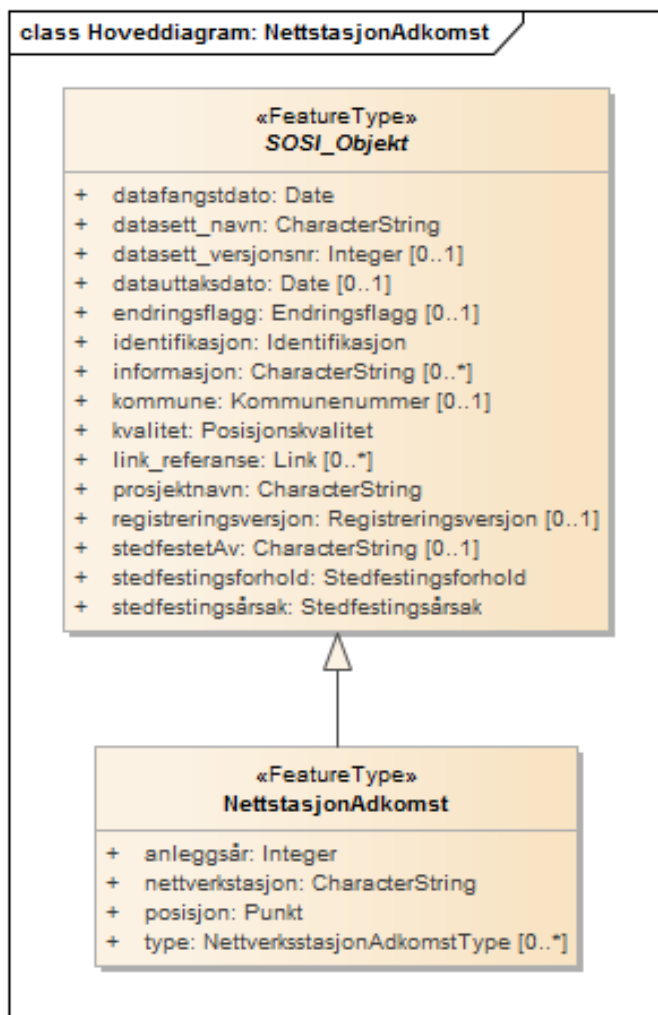 class Hoveddiagram: NettstasjonAdkomst
«FeatureType»
SOSI_Objekt
+ datafangstdato: Date
+ datasett_navn: CharacterString
+ datasett_versjonsnr: Integer [0..1]
+ datauttaksdato: Date [0..1]
+ endringsflagg: Endringsflagg [0..1]
+ identifikasjon: Identifikasjon
+ informasjon: CharacterString [0..*]
+ kommune: Kommunenummer [0..1]
+ kvalitet: Posisjonskvalitet
+ link_referanse: Link [0..*]
+ prosjektnavn: CharacterString
+ registreringsversjon: Registreringsversjon [0..1]
+ stedfestetAv: CharacterString [0..1]
+ stedfestingsforhold: Stedfestingsforhold
+ stedfestingsårsak: Stedfestingsårsak
«FeatureType»
NettstasjonAdkomst
+ anleggsår: Integer
+ nettverkstasjon: CharacterString
+ posisjon: Punkt
+ type: NettverksstasjonAdkomstType [0..*]